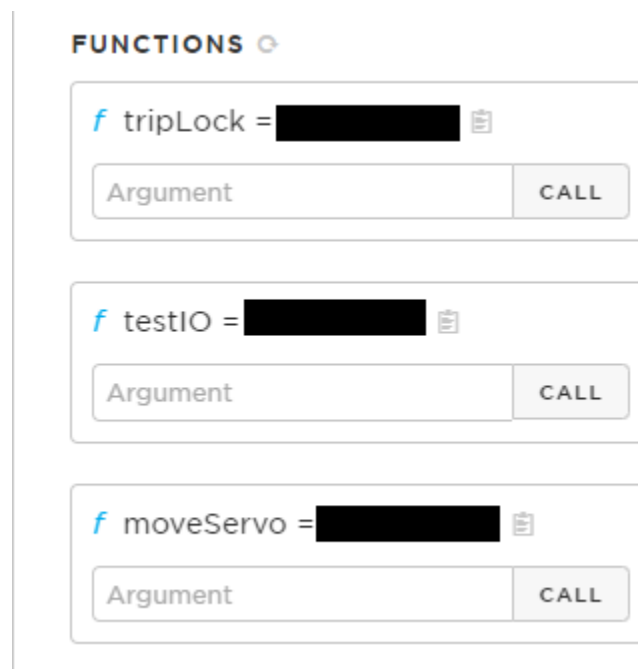 FUNCTIONS
f tripLock =
Argument CALL
f testIO =
Argument CALL
f moveServo =
Argument CALL